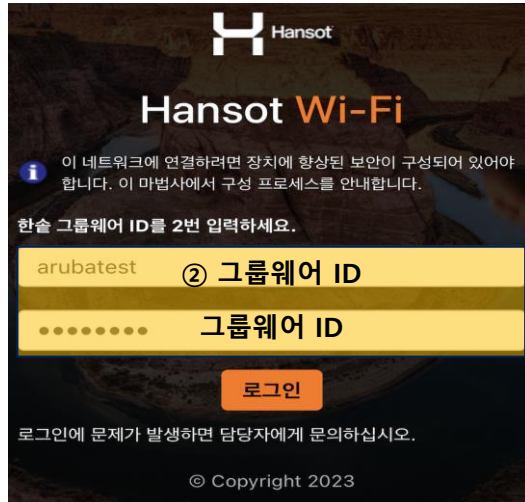 Hansot
Hansot Wi-Fi
이 네트워크에 연결하려면 장치에 향상된 보안이 구성되어 있어야
합니다. 이 마법사에서 구성 프로세스를 안내합니다.
한솥 그룹웨어 ID를 2번 입력하세요.
arubatest ② 그룹웨어 ID
●●●●●●●● 그룹웨어 ID
로그인
로그인에 문제가 발생하면 담당자에게 문의하십시오.
© Copyright 2023